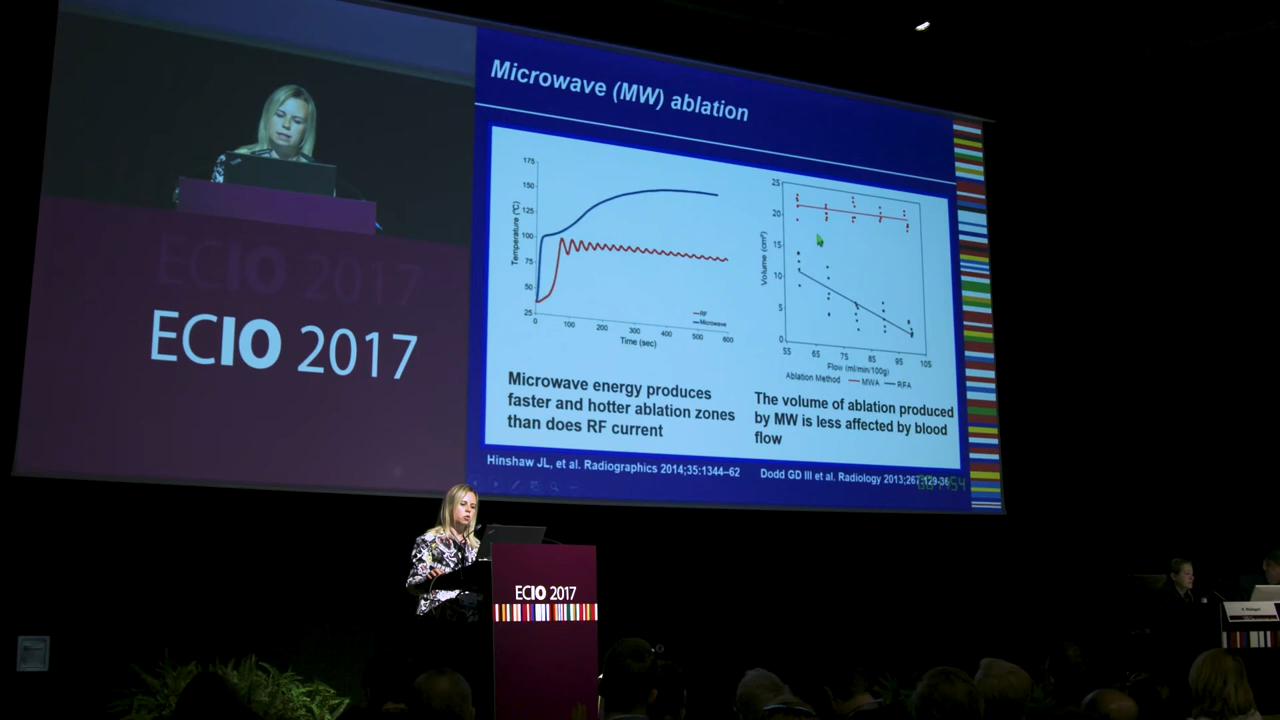 Microwave (MW) ablation
ECIO 2017
ECIO 2017
Temperature (°C)
175
150
125
100
75
50
25
0 100 200 300 400 500 600
Time (sec)
RF
Microwave
Volume (cm³)
25
20
15
10
5
0
55 65 75 85 95 105
Flow (ml/min/100g)
Ablation Method MWA RFA
Microwave energy produces
faster and hotter ablation zones
than does RF current
The volume of ablation produced
by MW is less affected by blood
flow
Hinshaw JL, et al. Radiographics 2014;35:1344–62
Dodd GD III et al. Radiology 2013;267:129-36
ECIO 2017